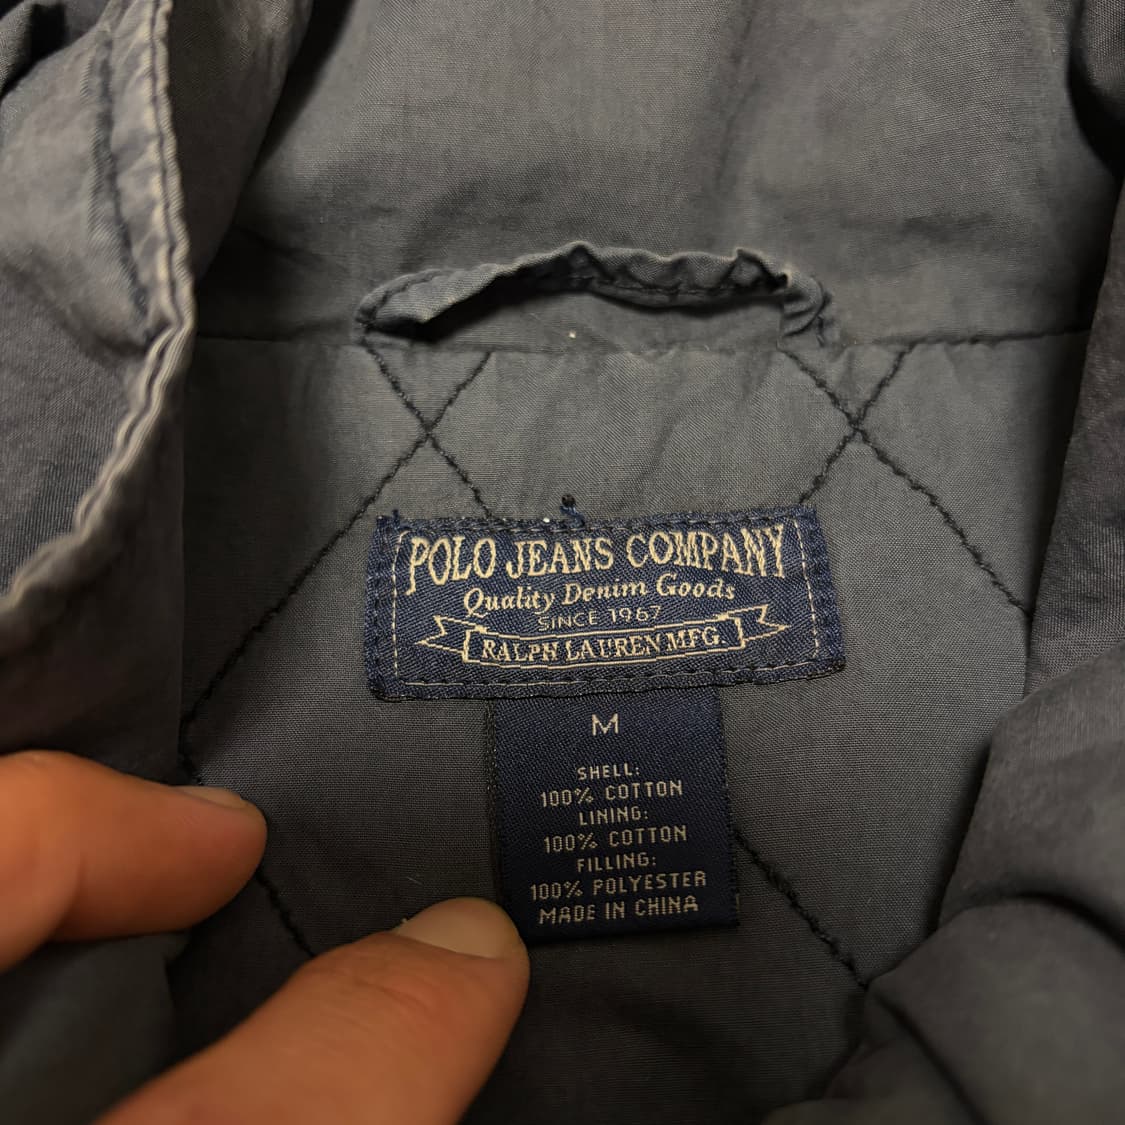 POLO JEANS COMPANY
Quality Denim Goods
SINCE 1967
RALPH LAUREN MFG.
M
SHELL:
100% COTTON
LINING:
100% COTTON
FILLING:
100% POLYESTER
MADE IN CHINA